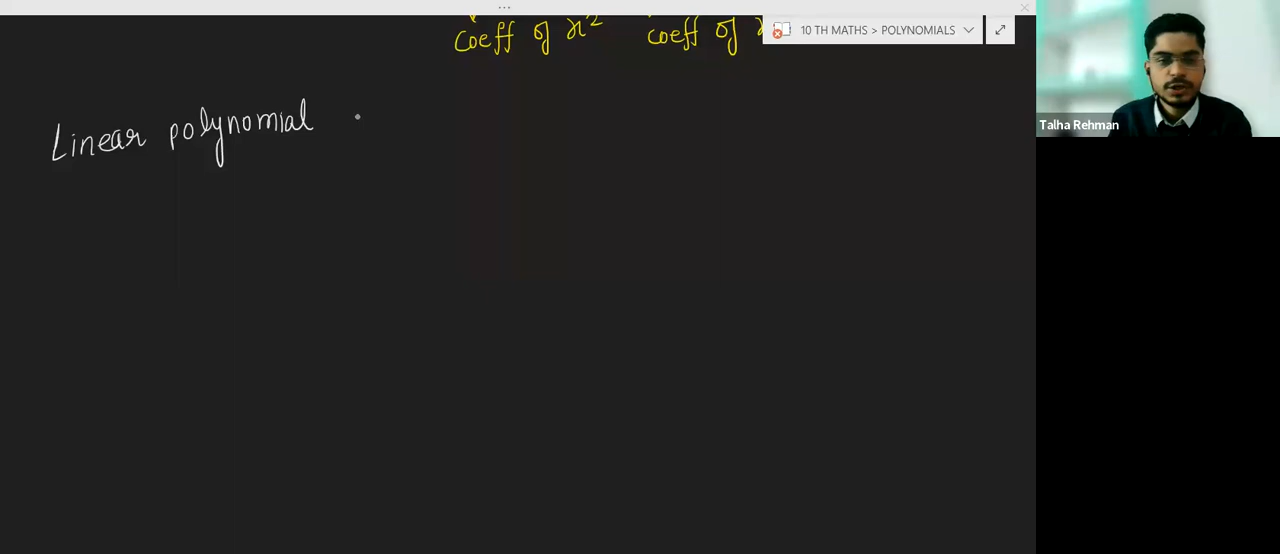 coeff of x² coeff of
10 TH MATHS > POLYNOMIALS
Linear polynomial
Talha Rehman